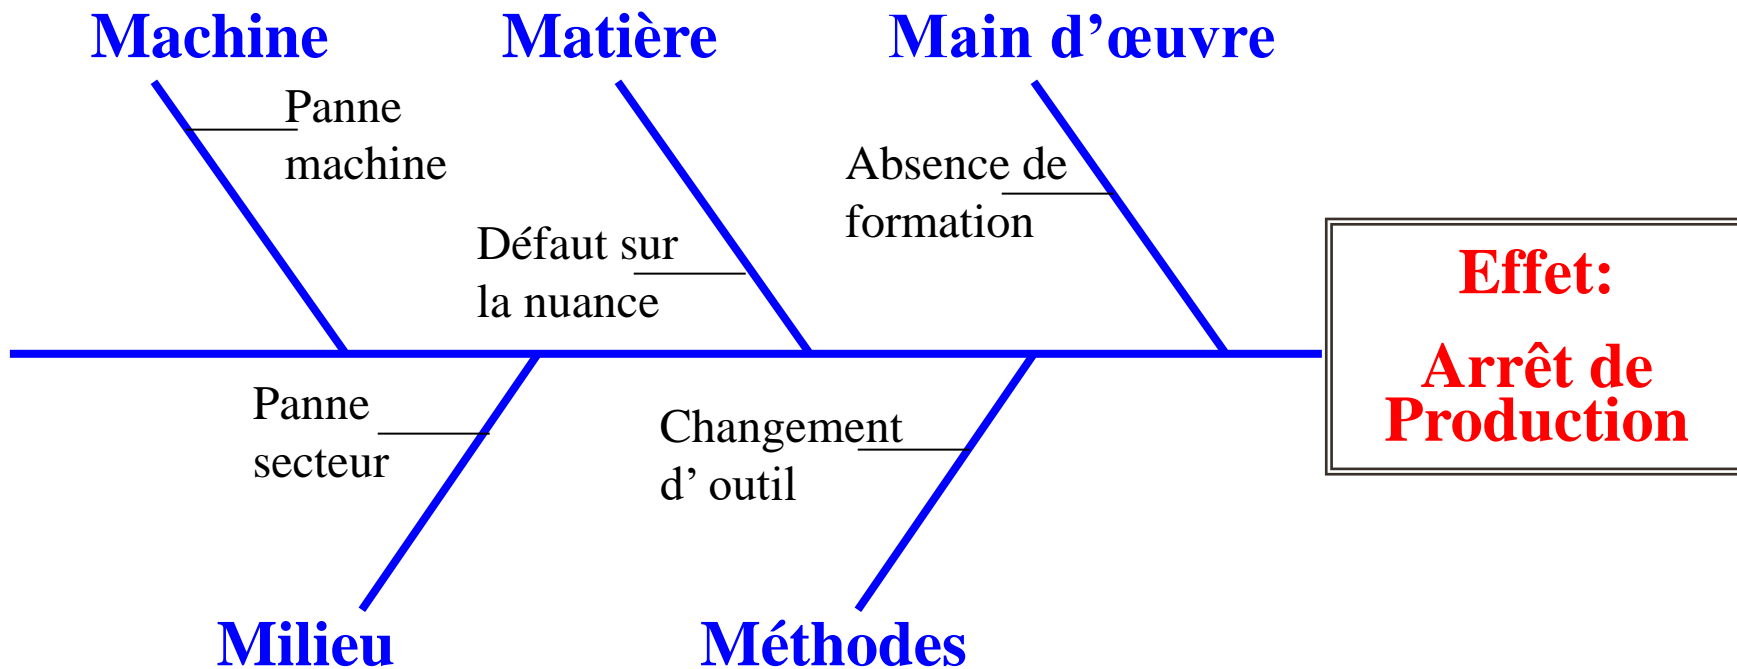 Machine
Matière
Main d’œuvre
Panne
machine
Défaut sur
la nuance
Absence de
formation
Effet:
Arrêt de
Production
Panne
secteur
Changement
d’ outil
Milieu
Méthodes